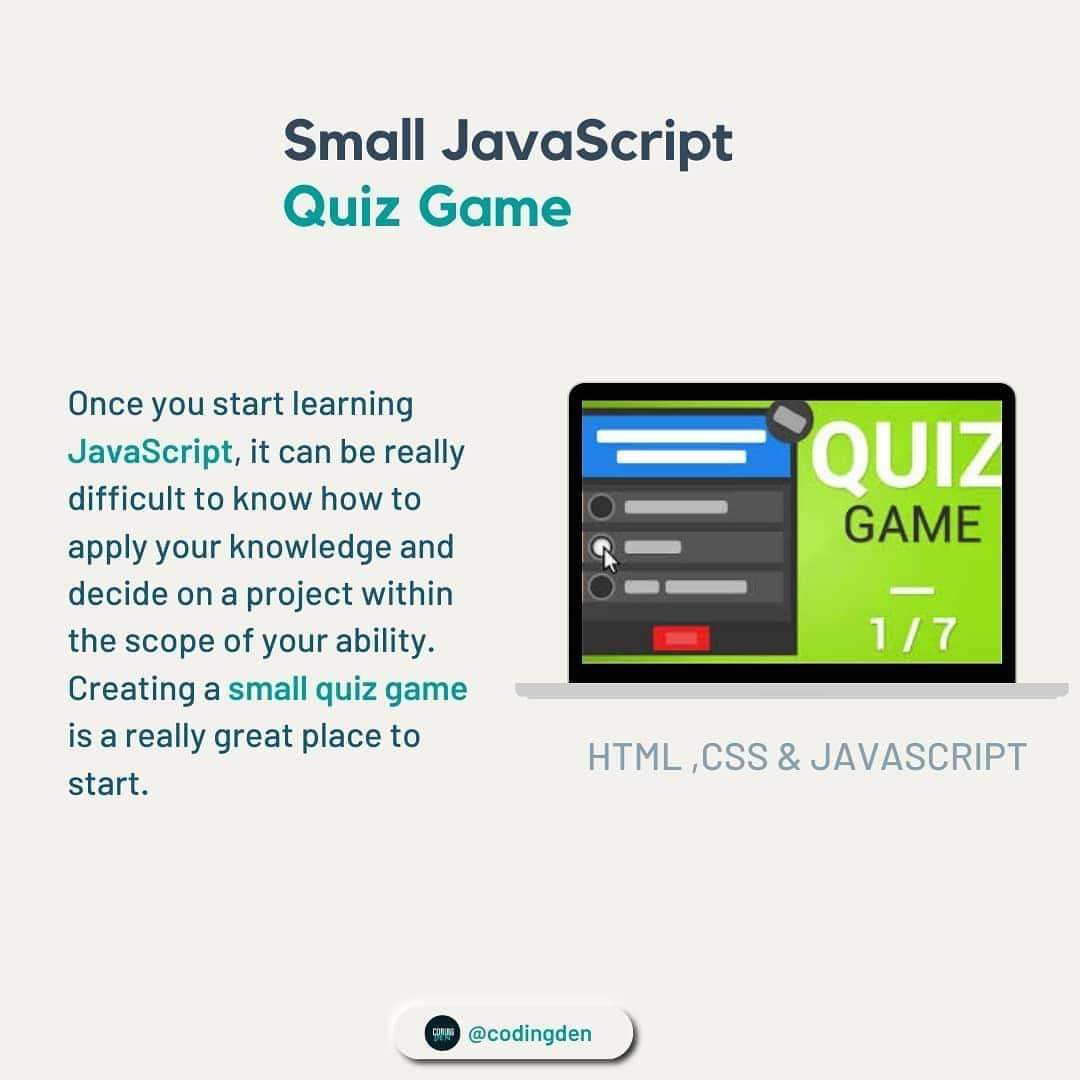 Small JavaScript
Quiz Game
Once you start learning
JavaScript, it can be really
difficult to know how to
apply your knowledge and
decide on a project within
the scope of your ability.
Creating a small quiz game
is a really great place to
start.
QUIZ
GAME
1 / 7
HTML ,CSS & JAVASCRIPT
CODING
DEN
@codingden